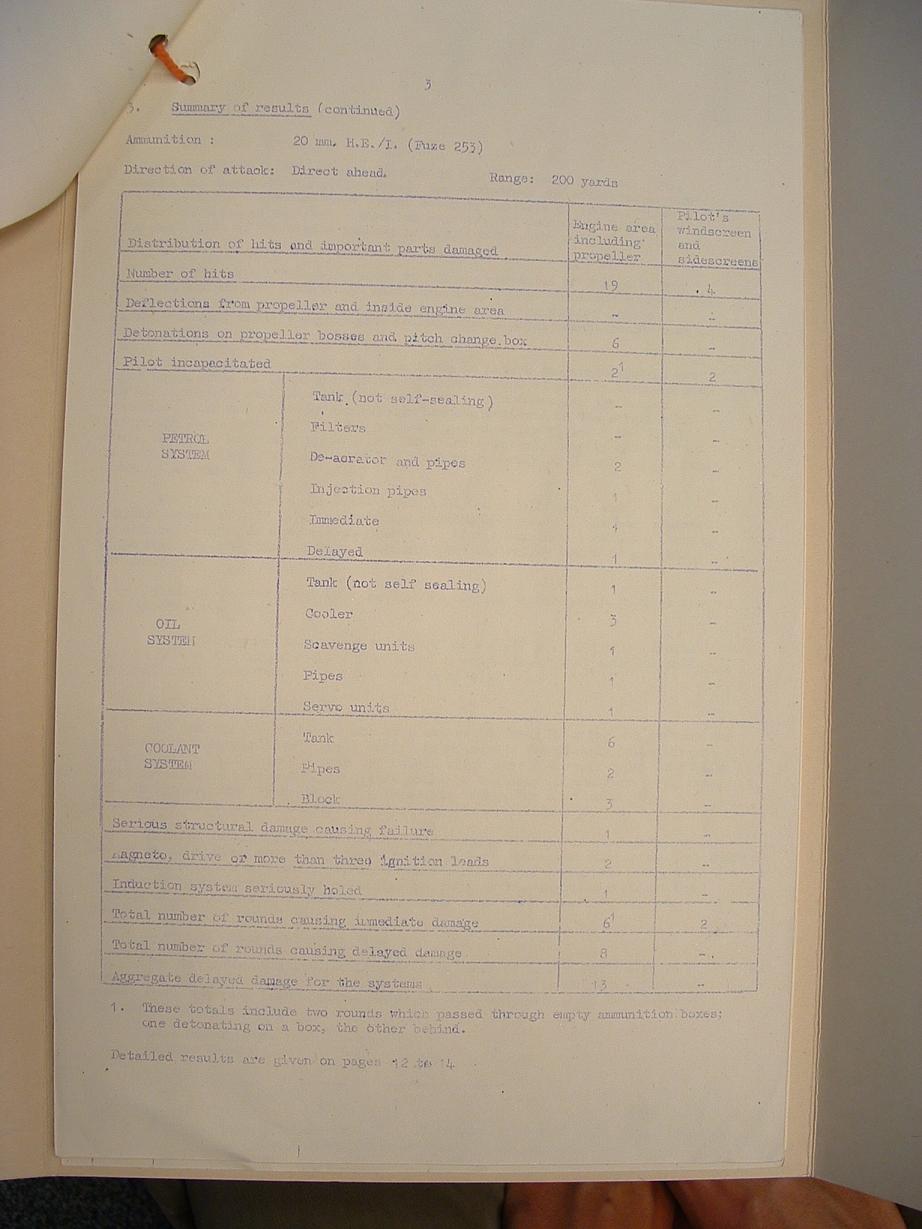 3
3. Summary of results (continued)
Ammunition : 20 mm. H.E./I. (Fuze 253)
Direction of attack: Direct ahead. Range: 200 yards
Distribution of hits and important parts damaged
Engine area
including
propeller
Pilot's
windscreen
and
sidescreens
Number of hits 19 4
Deflections from propeller and inside engine area - -
Detonations on propeller bosses and pitch change box 6 -
Pilot incapacitated 2¹ 2
PETROL
SYSTEM
Tank (not self-sealing) - -
Filters - -
De-aerator and pipes 2 -
Injection pipes 1 -
Immediate 4 -
Delayed 1 -
OIL
SYSTEM
Tank (not self sealing) 1 -
Cooler 3 -
Scavenge units 1 -
Pipes 1 -
Servo units 1 -
COOLANT
SYSTEM
Tank 6 -
Pipes 2 -
Block 3 -
Serious structural damage causing failure 1 -
Magneto, drive or more than three ignition leads 2 -
Induction system seriously holed 1 -
Total number of rounds causing immediate damage 6¹ 2
Total number of rounds causing delayed damage 8 -
Aggregate delayed damage for the systems 13 -
1. These totals include two rounds which passed through empty ammunition boxes;
one detonating on a box, the other behind.
Detailed results are given on pages 12 to 14